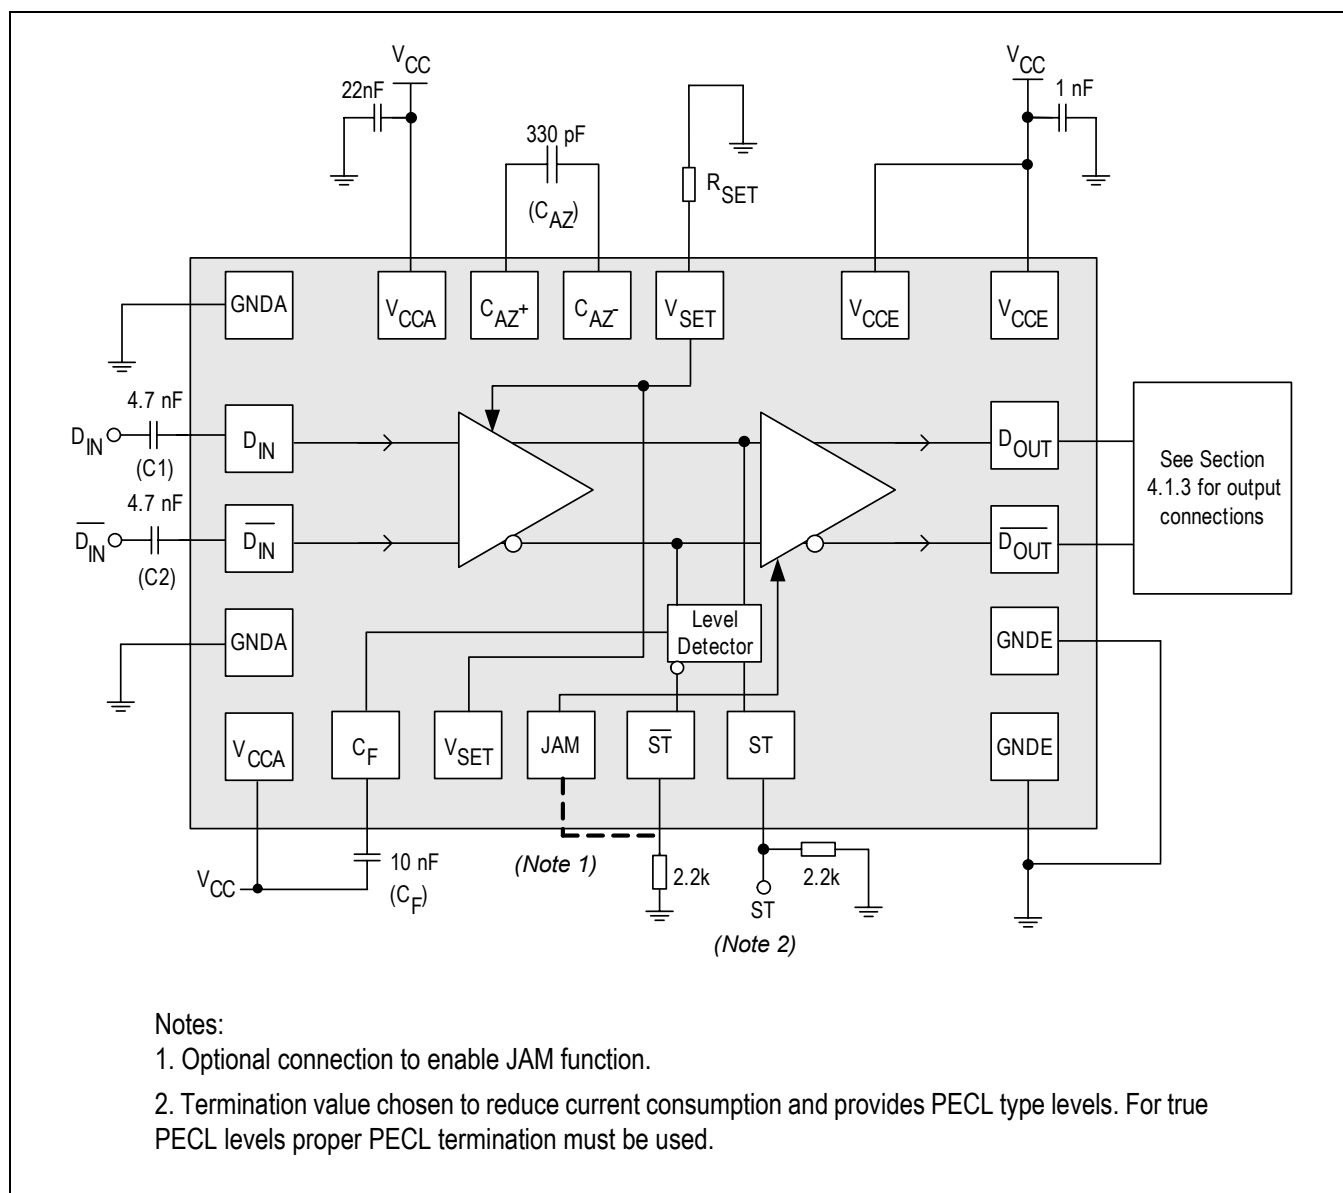 VCC
VCC
22nF
1 nF
330 pF
(CAZ)
RSET
GNDA
VCCA
CAZ+
CAZ-
VSET
VCCE
VCCE
4.7 nF
DIN
(C1)
DIN
DOUT
See Section
4.1.3 for output
connections
4.7 nF
D̅I̅N̅
(C2)
D̅I̅N̅
D̅O̅U̅T̅
GNDA
Level
Detector
GNDE
VCCA
CF
VSET
JAM
S̅T̅
ST
GNDE
VCC
10 nF
(CF)
(Note 1)
2.2k
2.2k
ST
(Note 2)
Notes:
1. Optional connection to enable JAM function.
2. Termination value chosen to reduce current consumption and provides PECL type levels. For true
PECL levels proper PECL termination must be used.